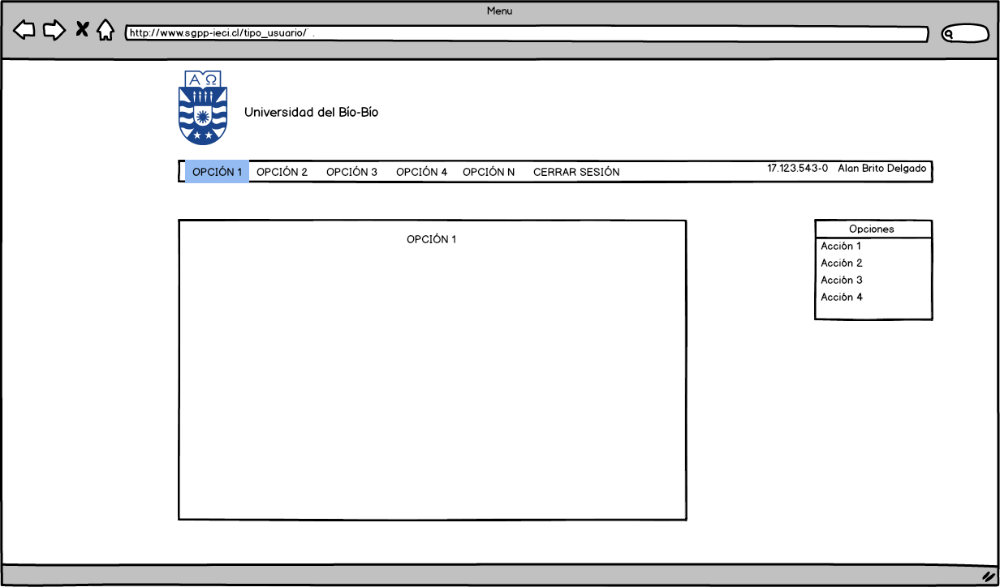 Menu
http://www.sgpp-ieci.cl/tipo_usuario/ .
ΑΩ
Universidad del Bío-Bío
OPCIÓN 1 OPCIÓN 2 OPCIÓN 3 OPCIÓN 4 OPCIÓN N CERRAR SESIÓN 17.123.543-0 Alan Brito Delgado
OPCIÓN 1
Opciones
Acción 1
Acción 2
Acción 3
Acción 4